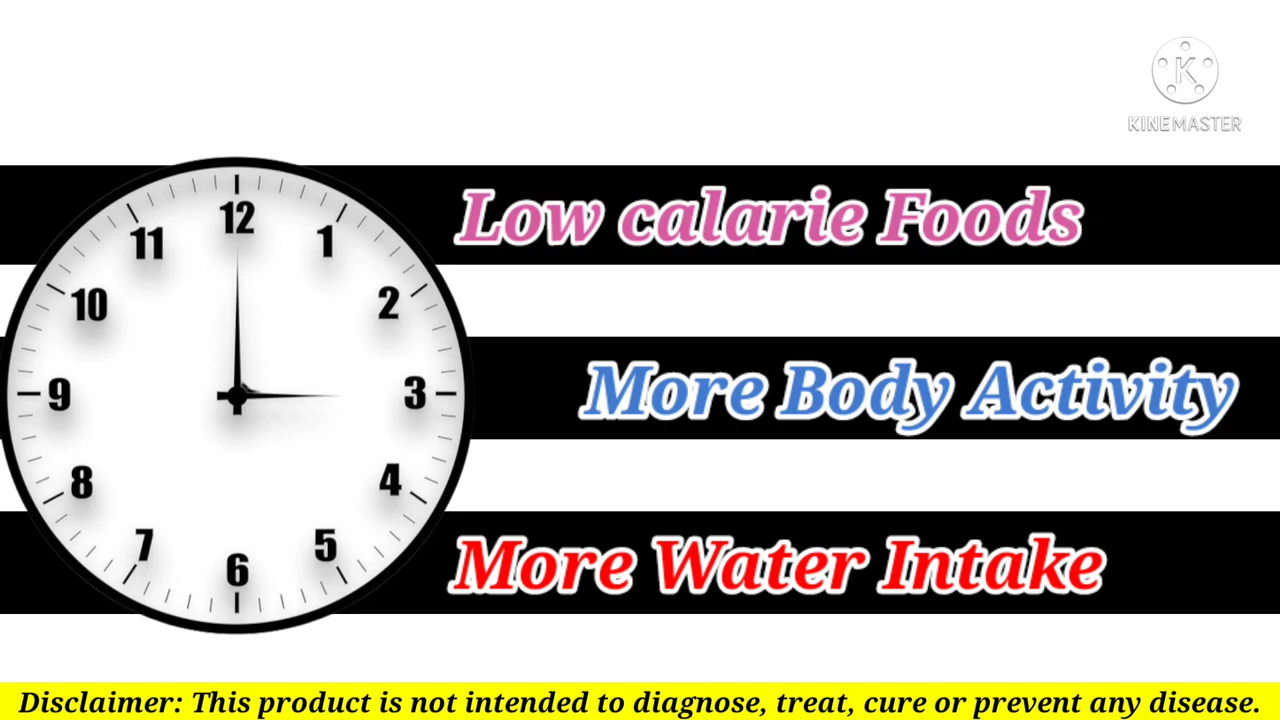 KINEMASTER
Low calarie Foods
More Body Activity
More Water Intake
12
11
1
10
2
9
3
8
4
7
5
6
Disclaimer: This product is not intended to diagnose, treat, cure or prevent any disease.